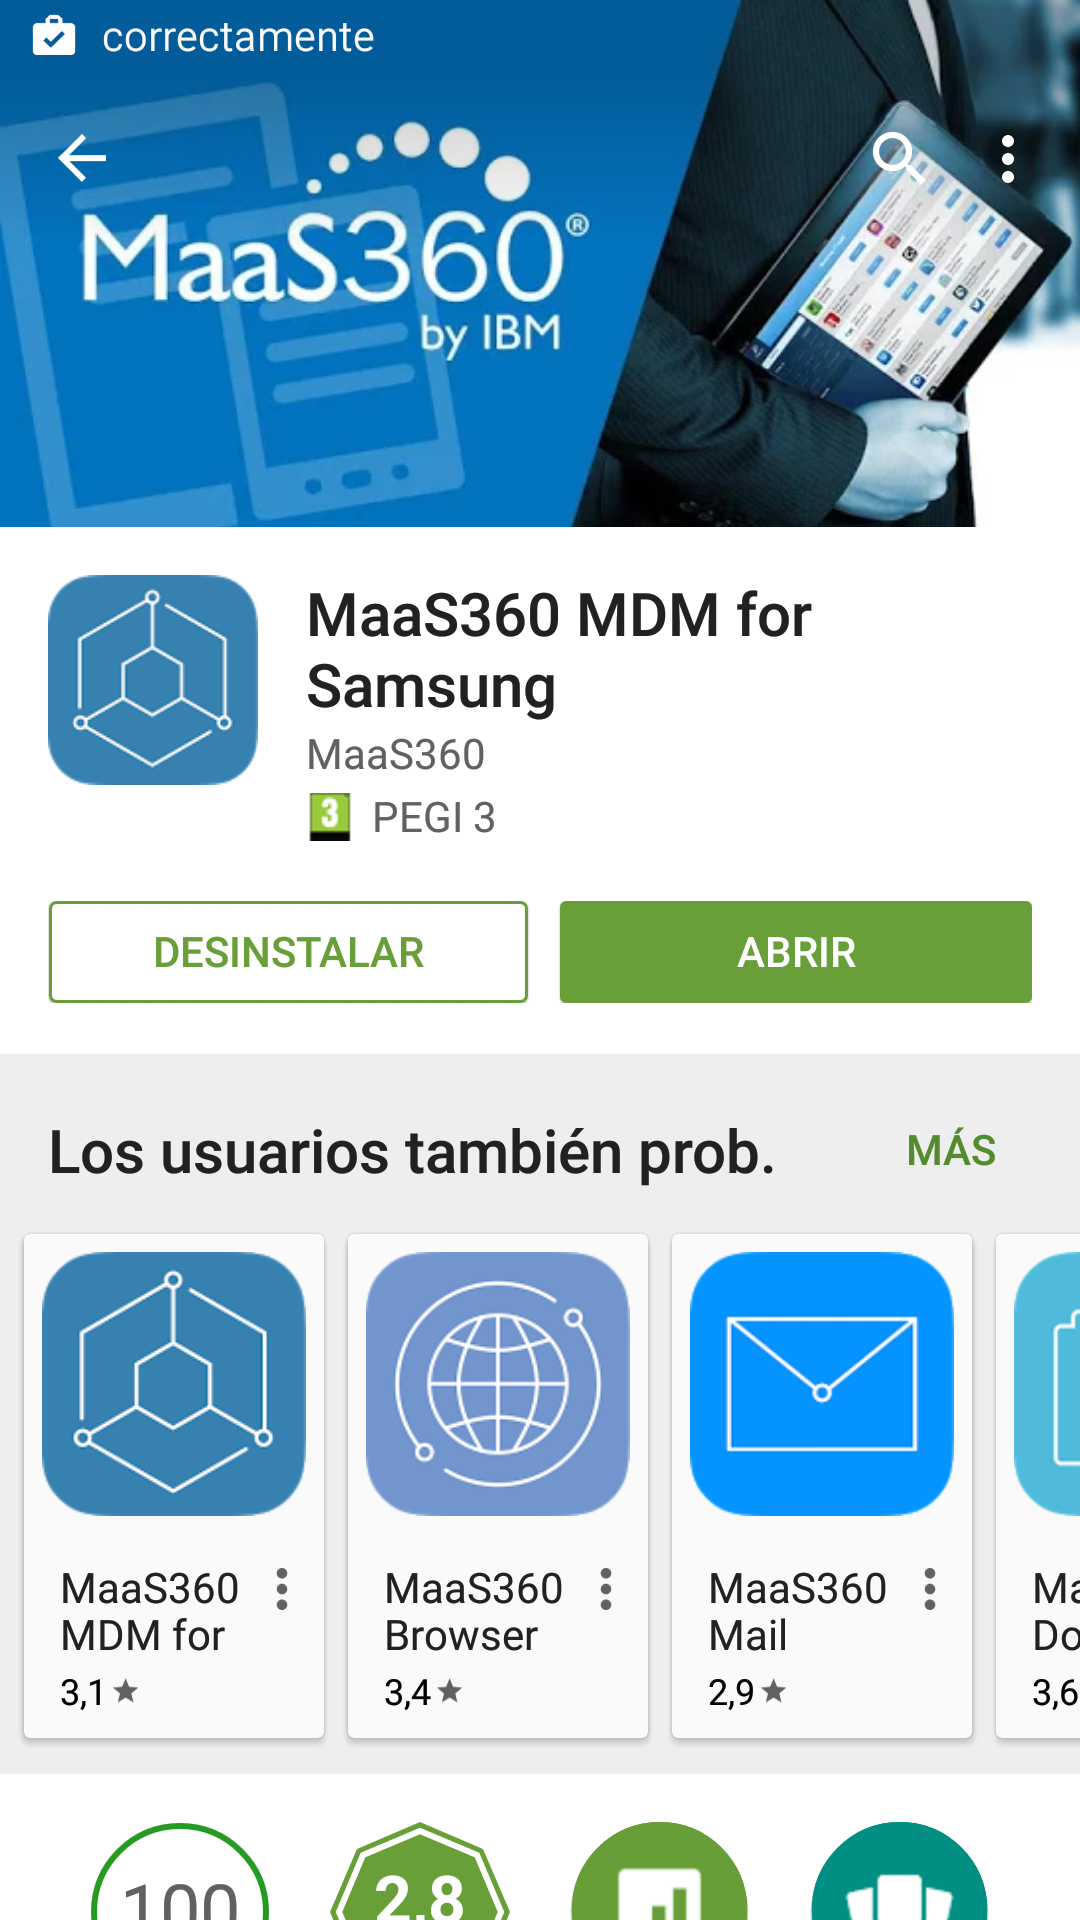 correctamente
MaaS360®
by IBM
MaaS360 MDM for
Samsung
MaaS360
3 PEGI 3
DESINSTALAR
ABRIR
Los usuarios también prob.
MÁS
MaaS360
MDM for
3,1
MaaS360
Browser
3,4
MaaS360
Mail
2,9
Ma
Do
3,6
100
2,8